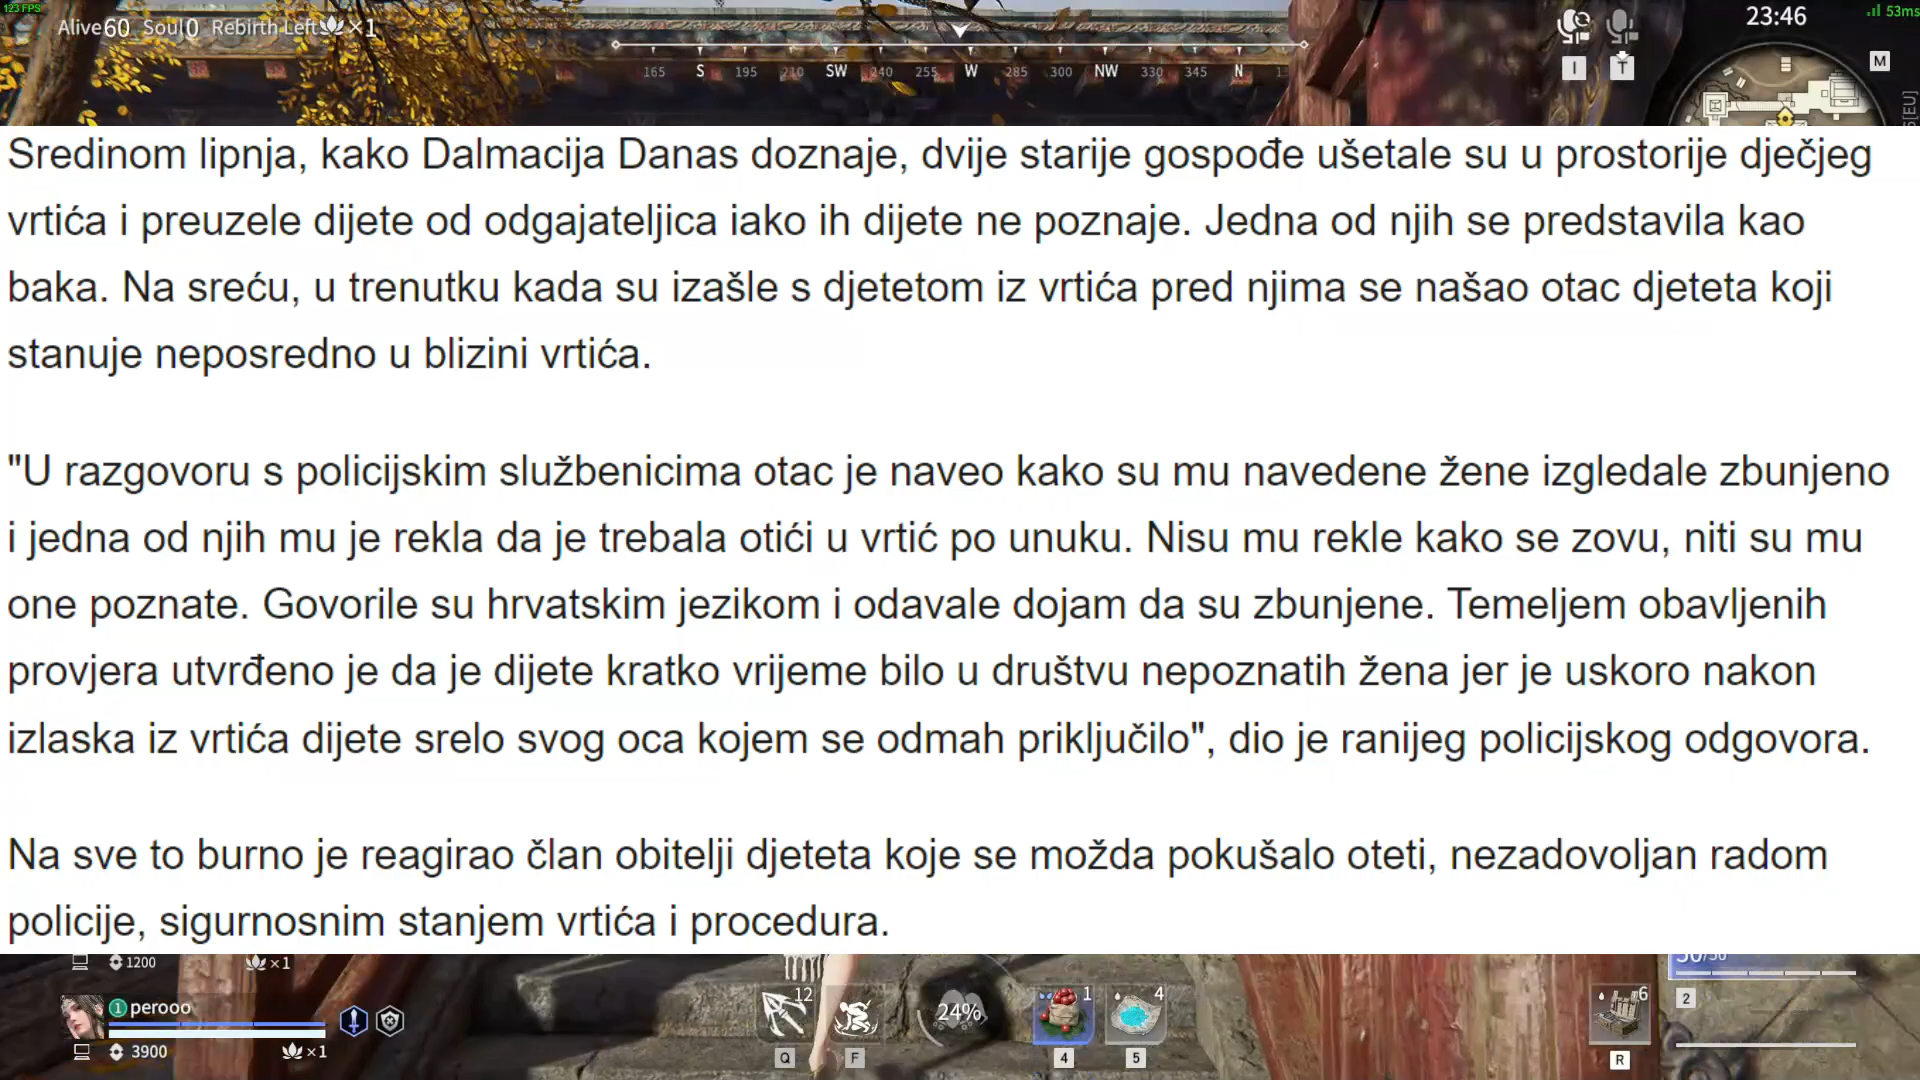 123 FPS
Alive 60 Soul 0 Rebirth Left ×1
23:46
53ms
165 S 195 210 SW 240 255 W 285 300 NW 330 345 N
I T
M
[EU]
Sredinom lipnja, kako Dalmacija Danas doznaje, dvije starije gospođe ušetale su u prostorije dječjeg
vrtića i preuzele dijete od odgajateljica iako ih dijete ne poznaje. Jedna od njih se predstavila kao
baka. Na sreću, u trenutku kada su izašle s djetetom iz vrtića pred njima se našao otac djeteta koji
stanuje neposredno u blizini vrtića.
"U razgovoru s policijskim službenicima otac je naveo kako su mu navedene žene izgledale zbunjeno
i jedna od njih mu je rekla da je trebala otići u vrtić po unuku. Nisu mu rekle kako se zovu, niti su mu
one poznate. Govorile su hrvatskim jezikom i odavale dojam da su zbunjene. Temeljem obavljenih
provjera utvrđeno je da je dijete kratko vrijeme bilo u društvu nepoznatih žena jer je uskoro nakon
izlaska iz vrtića dijete srelo svog oca kojem se odmah priključilo", dio je ranijeg policijskog odgovora.
Na sve to burno je reagirao član obitelji djeteta koje se možda pokušalo oteti, nezadovoljan radom
policije, sigurnosnim stanjem vrtića i procedura.
1200 ×1
1 perooo
3900 ×1
12
24%
1
4
6
Q F 4 5 R
2